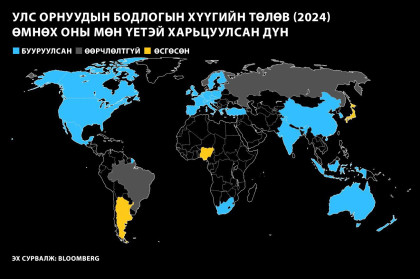 УЛС ОРНУУДЫН БОДЛОГЫН ХҮҮГИЙН ТӨЛӨВ (2024)
ӨМНӨХ ОНЫ МӨН ҮЕТЭЙ ХАРЬЦУУЛСАН ДҮН
БУУРУУЛСАН ӨӨРЧЛӨЛТГҮЙ ӨСГӨСӨН
ЭХ СУРВАЛЖ: BLOOMBERG